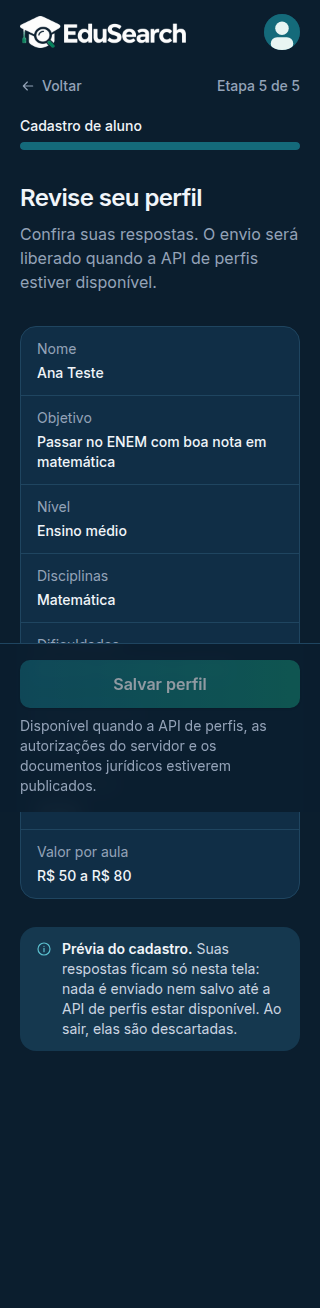 EduSearch
← Voltar
Etapa 5 de 5
Cadastro de aluno
Revise seu perfil
Confira suas respostas. O envio será
liberado quando a API de perfis
estiver disponível.
Nome
Ana Teste
Objetivo
Passar no ENEM com boa nota em
matemática
Nível
Ensino médio
Disciplinas
Matemática
Salvar perfil
Disponível quando a API de perfis, as
autorizações do servidor e os
documentos jurídicos estiverem
publicados.
Valor por aula
R$ 50 a R$ 80
Prévia do cadastro. Suas
respostas ficam só nesta tela:
nada é enviado nem salvo até a
API de perfis estar disponível. Ao
sair, elas são descartadas.